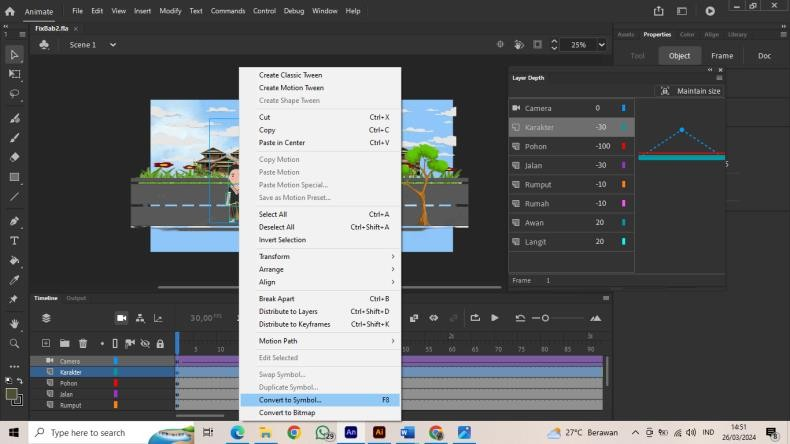 Animate File Edit View Insert Modify Text Commands Control Debug Window Help
FixBab2.fla
Scene 1
25%
Assets Properties Color Align Library
Tool Object Frame Doc
Layer Depth
Maintain size
Camera 0
Karakter -30
Pohon -100
Jalan -30
Rumput -10
Rumah -10
Awan 20
Langit 20
Frame 1
Create Classic Tween
Create Motion Tween
Create Shape Tween
Cut Ctrl+X
Copy Ctrl+C
Paste in Center Ctrl+V
Copy Motion
Paste Motion
Paste Motion Special...
Save as Motion Preset...
Select All Ctrl+A
Deselect All Ctrl+Shift+A
Invert Selection
Transform
Arrange
Align
Break Apart Ctrl+B
Distribute to Layers Ctrl+Shift+D
Distribute to Keyframes Ctrl+Shift+K
Motion Path
Edit Selected
Swap Symbol...
Duplicate Symbol...
Convert to Symbol... F8
Convert to Bitmap
Timeline Output
30,00 FPS
1s 2s 3s
5 10 50 55 60 65 70 75 80 85 90
Camera
Karakter
Pohon
Jalan
Rumput
Type here to search
29
An
Ai
27°C Berawan
IND
14:51
26/03/2024
8